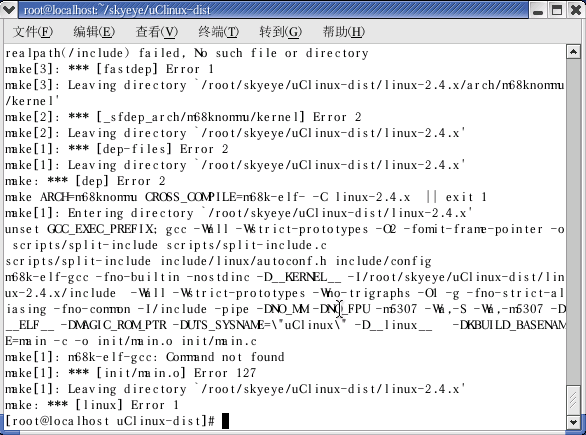 root@localhost:~/skyeye/uClinux-dist
文件(F) 编辑(E) 查看(V) 终端(T) 转到(G) 帮助(H)
realpath(/include) failed, No such file or directory
make[3]: *** [fastdep] Error 1
make[3]: Leaving directory `/root/skyeye/uClinux-dist/linux-2.4.x/arch/m68knommu
/kernel'
make[2]: *** [_sfdep_arch/m68knommu/kernel] Error 2
make[2]: Leaving directory `/root/skyeye/uClinux-dist/linux-2.4.x'
make[1]: *** [dep-files] Error 2
make[1]: Leaving directory `/root/skyeye/uClinux-dist/linux-2.4.x'
make: *** [dep] Error 2
make ARCH=m68knommu CROSS_COMPILE=m68k-elf- -C linux-2.4.x || exit 1
make[1]: Entering directory `/root/skyeye/uClinux-dist/linux-2.4.x'
unset GCC_EXEC_PREFIX; gcc -Wall -Wstrict-prototypes -O2 -fomit-frame-pointer -o
scripts/split-include scripts/split-include.c
scripts/split-include include/linux/autoconf.h include/config
m68k-elf-gcc -fno-builtin -nostdinc -D__KERNEL__ -I/root/skyeye/uClinux-dist/lin
ux-2.4.x/include -Wall -Wstrict-prototypes -Wno-trigraphs -O1 -g -fno-strict-al
iasing -fno-common -I/include -pipe -DNO_MM -DNO_FPU -m5307 -Wa,-S -Wa,-m5307 -D
__ELF__ -DMAGIC_ROM_PTR -DUTS_SYSNAME=\"uClinux\" -D__linux__ -DKBUILD_BASENAM
E=main -c -o init/main.o init/main.c
make[1]: m68k-elf-gcc: Command not found
make[1]: *** [init/main.o] Error 127
make[1]: Leaving directory `/root/skyeye/uClinux-dist/linux-2.4.x'
make: *** [linux] Error 1
[root@localhost uClinux-dist]#